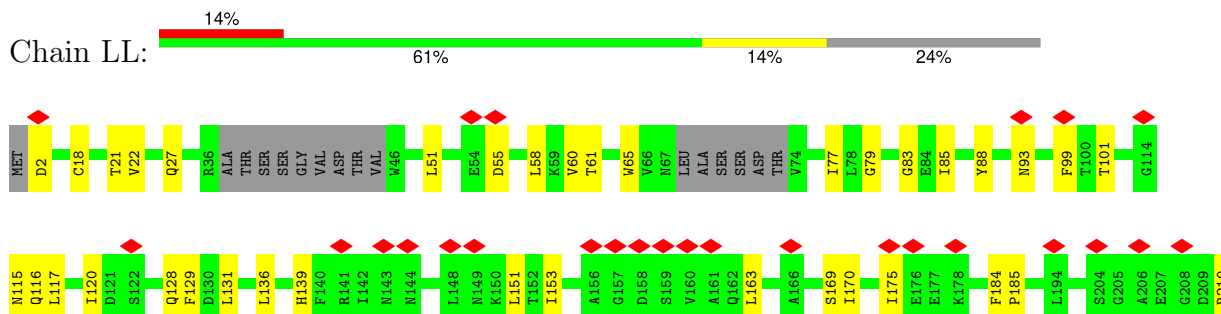 14%
Chain LL:
61% 14% 24%
MET D2 C18 T21 V22 Q27 R36 ALA THR SER SER GLY VAL ASP THR VAL W46 L51 E54 D55 L58 K59 V60 T61 W65 V66 N67 LEU ALA SER SER ASP THR V74 I77 L78 G79 G83 E84 I85 Y88 N93 F99 T100 T101 G114
N115 Q116 L117 I120 D121 S122 Q128 F129 D130 L131 L136 H139 F140 R141 I142 N143 N144 L148 N149 K150 L151 T152 I153 A156 G157 D158 S159 V160 A161 Q162 L163 A166 S169 I170 I175 E176 E177 K178 F184 P185 L194 S204 G205 A206 E207 G208 D209